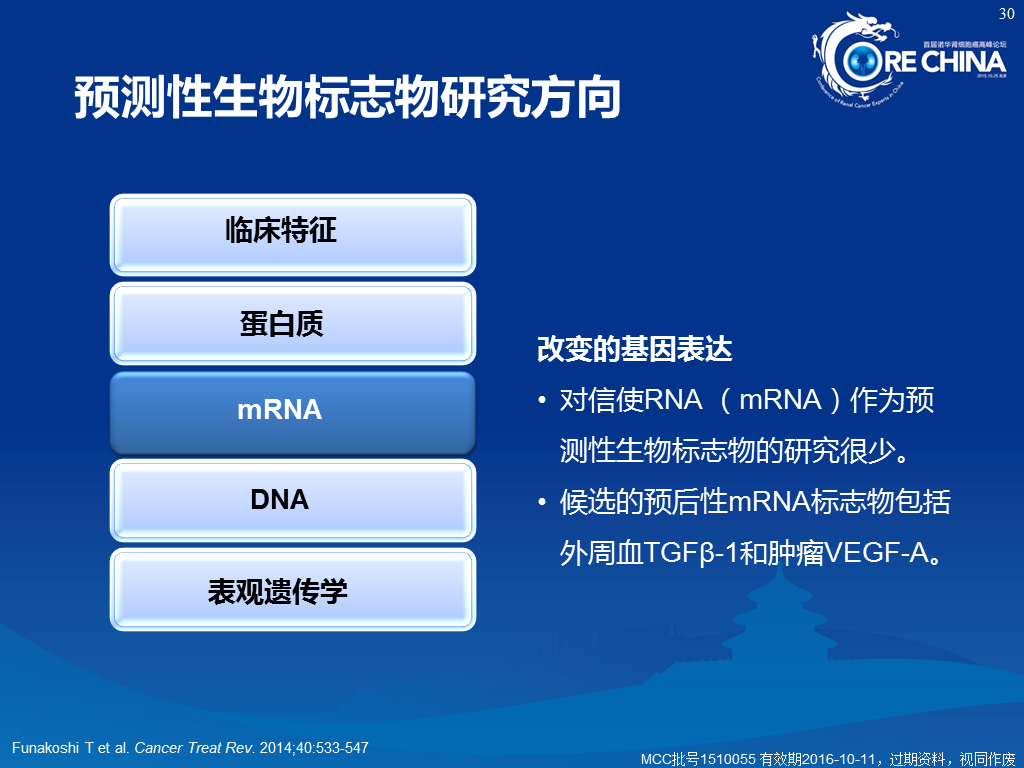 30
首届诺华肾细胞癌高峰论坛
CORE CHINA
2015.10.25 北京
Conference of Renal Cancer Experts in China
预测性生物标志物研究方向
临床特征
蛋白质
mRNA
DNA
表观遗传学
改变的基因表达
• 对信使RNA （mRNA）作为预
测性生物标志物的研究很少。
• 候选的预后性mRNA标志物包括
外周血TGFβ-1和肿瘤VEGF-A。
Funakoshi T et al. Cancer Treat Rev. 2014;40:533-547
MCC批号1510055 有效期2016-10-11，过期资料，视同作废